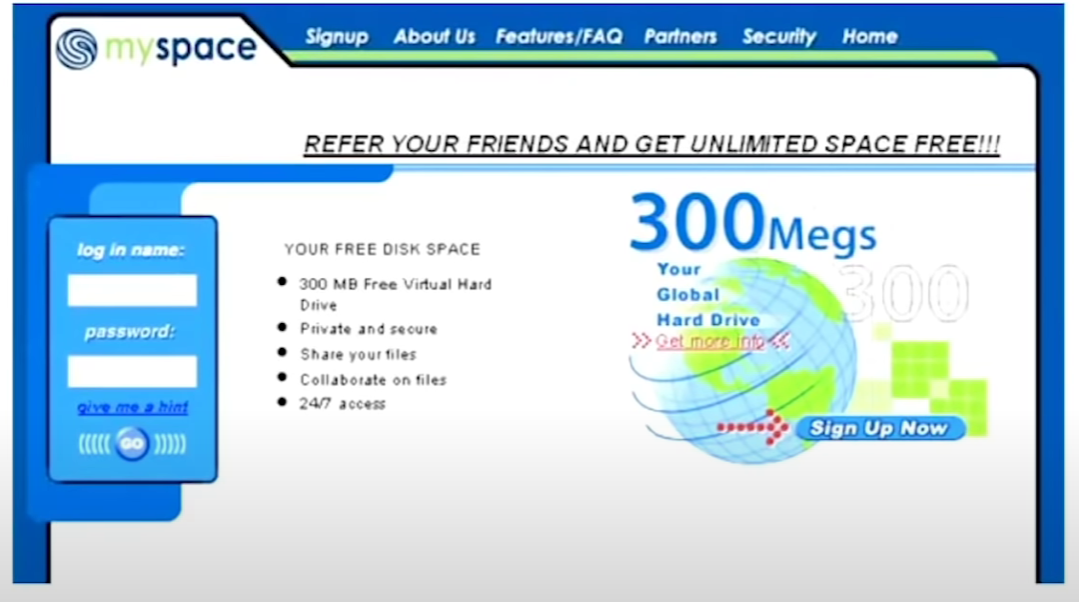 myspace
Signup About Us Features/FAQ Partners Security Home
REFER YOUR FRIENDS AND GET UNLIMITED SPACE FREE!!!
log in name:
password:
give me a hint
GO
YOUR FREE DISK SPACE
300 MB Free Virtual Hard
Drive
Private and secure
Share your files
Collaborate on files
24/7 access
300Megs
300
Your
Global
Hard Drive
>> Get more info <<
Sign Up Now